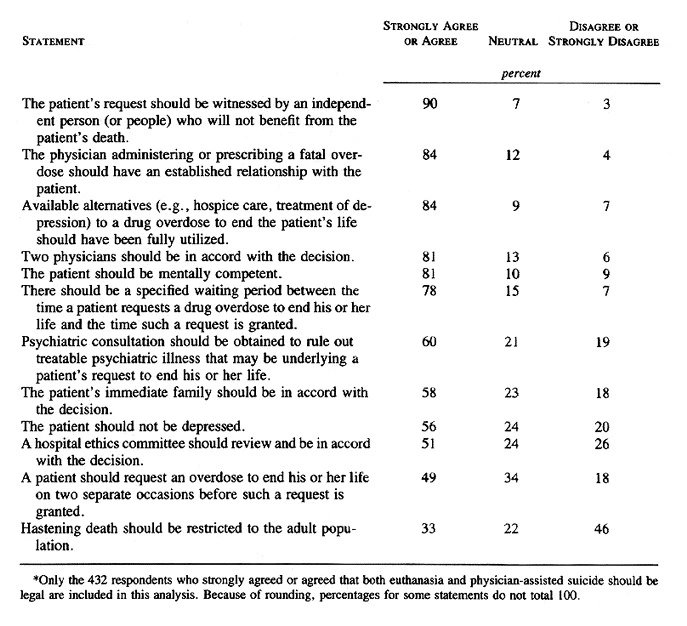 STATEMENT STRONGLY AGREE OR AGREE NEUTRAL DISAGREE OR STRONGLY DISAGREE
percent
The patient's request should be witnessed by an independ- 90 7 3
ent person (or people) who will not benefit from the
patient's death.
The physician administering or prescribing a fatal over- 84 12 4
dose should have an established relationship with the
patient.
Available alternatives (e.g., hospice care, treatment of de- 84 9 7
pression) to a drug overdose to end the patient's life
should have been fully utilized.
Two physicians should be in accord with the decision. 81 13 6
The patient should be mentally competent. 81 10 9
There should be a specified waiting period between the 78 15 7
time a patient requests a drug overdose to end his or her
life and the time such a request is granted.
Psychiatric consultation should be obtained to rule out 60 21 19
treatable psychiatric illness that may be underlying a
patient's request to end his or her life.
The patient's immediate family should be in accord with 58 23 18
the decision.
The patient should not be depressed. 56 24 20
A hospital ethics committee should review and be in accord 51 24 26
with the decision.
A patient should request an overdose to end his or her life 49 34 18
on two separate occasions before such a request is
granted.
Hastening death should be restricted to the adult popu- 33 22 46
lation.
*Only the 432 respondents who strongly agreed or agreed that both euthanasia and physician-assisted suicide should be
legal are included in this analysis. Because of rounding, percentages for some statements do not total 100.